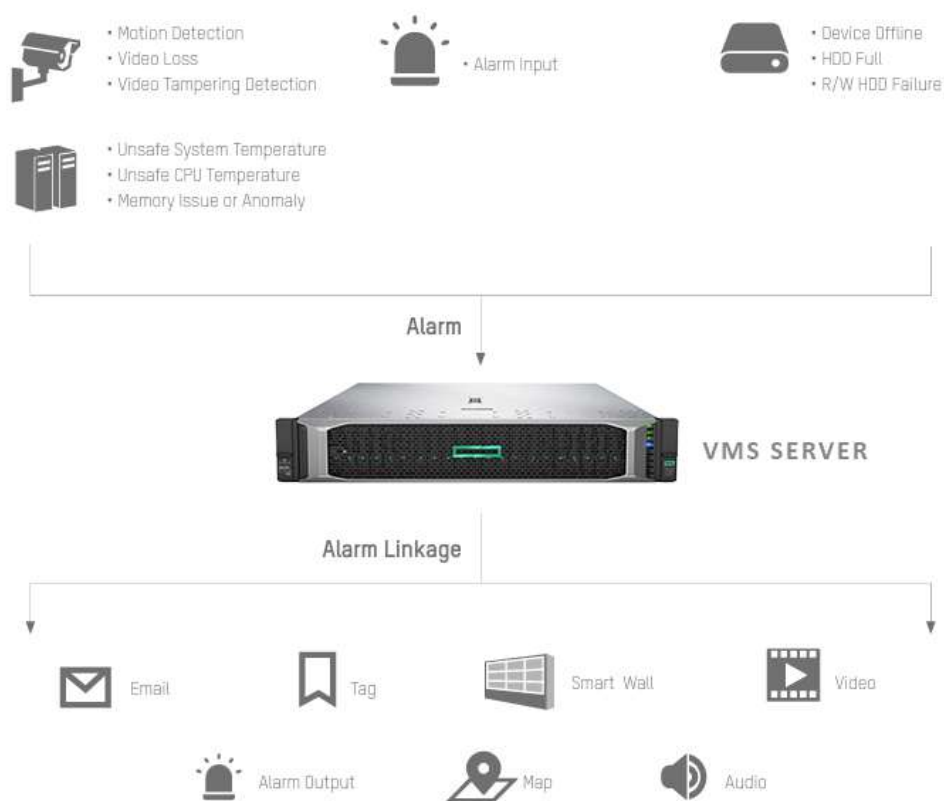 • Motion Detection
• Video Loss
• Video Tampering Detection
• Alarm Input
• Device Offline
• HDD Full
• R/W HDD Failure
• Unsafe System Temperature
• Unsafe CPU Temperature
• Memory Issue or Anomaly
Alarm
VMS SERVER
Alarm Linkage
Email
Tag
Smart Wall
Video
Alarm Output
Map
Audio